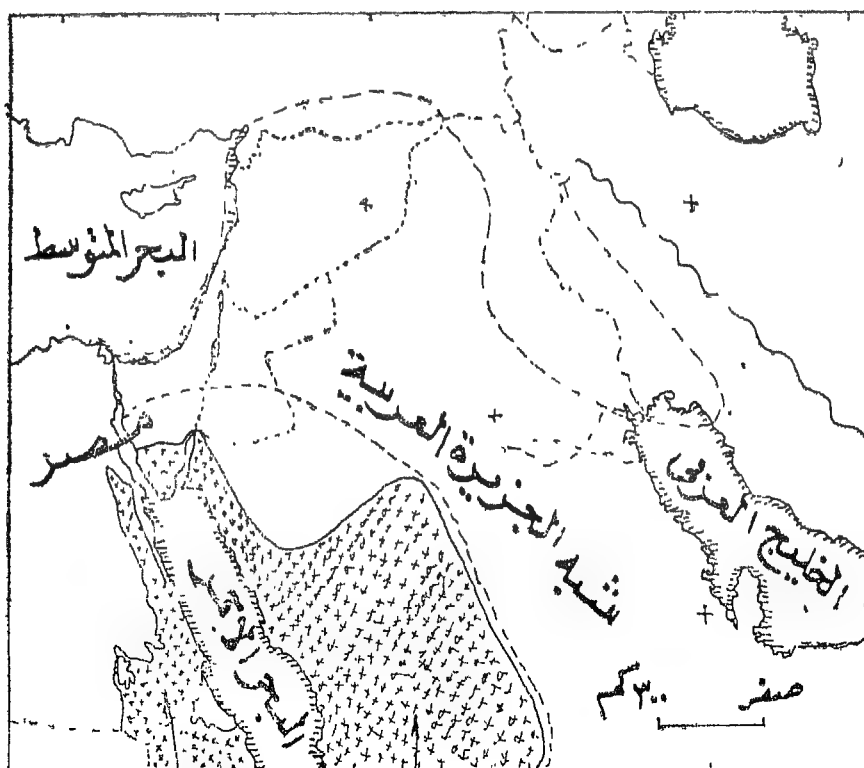 البحر المتوسط
مصر
شبه الجزيرة العربية
الخليج العربي
البحر الأحمر
صفر ٣٠٠ كم